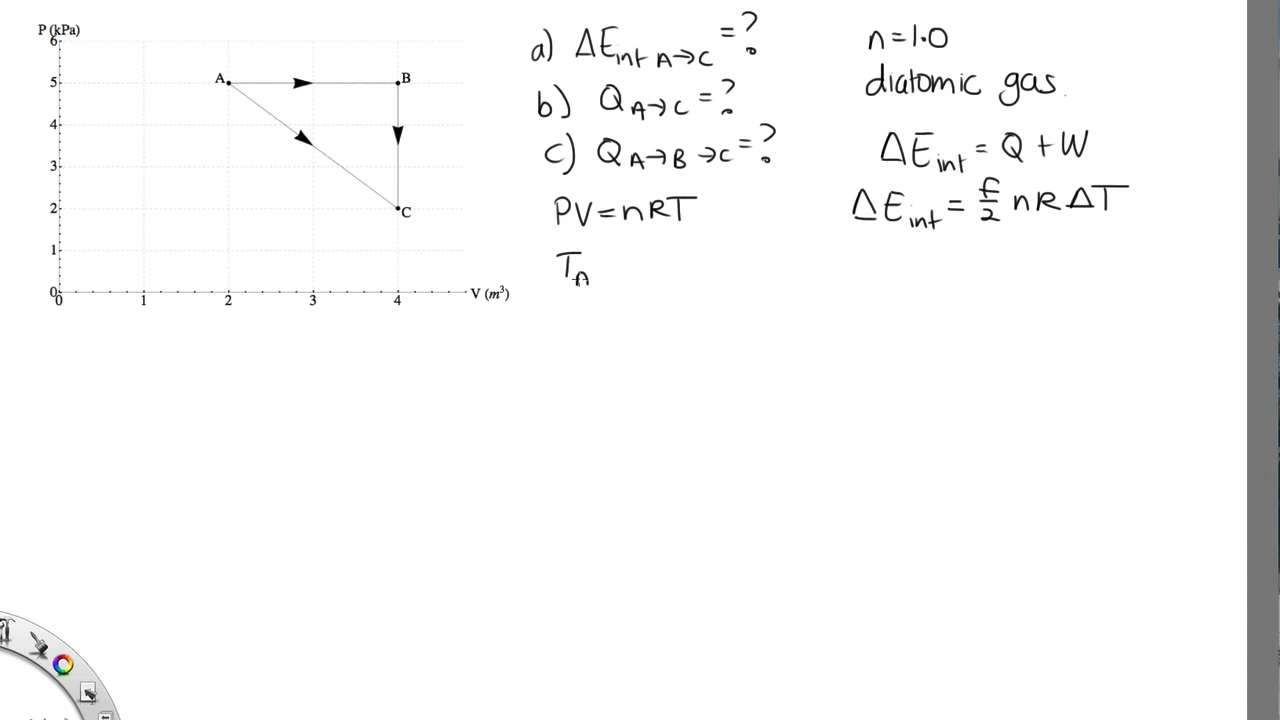 P (kPa)
6
5
4
3
2
1
0
0 1 2 3 4
V (m³)
A
B
C
a) ΔE_int A→C = ?
b) Q_A→C = ?
c) Q_A→B→C = ?
PV = nRT
T_A
n = 1.0
diatomic gas.
ΔE_int = Q + W
ΔE_int = f/2 nRΔT